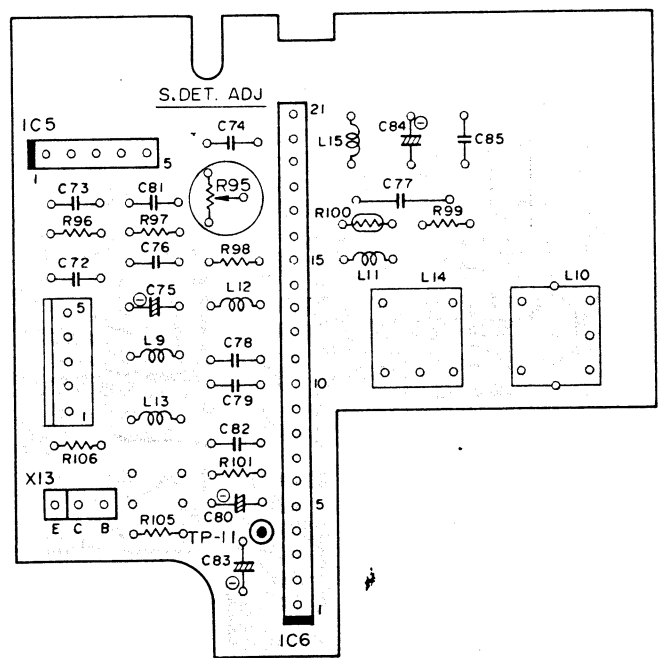 S.DET. ADJ
IC5
1
5
C74
21
L15
C84
C85
C73
C81
R95
C77
R96
R97
R100
R99
C76
R98
15
C72
L11
L14
L10
C75
L12
5
L9
C78
10
C79
1
L13
C82
R106
R101
X13
5
C80
E C B
R105
TP-11
C83
1
IC6